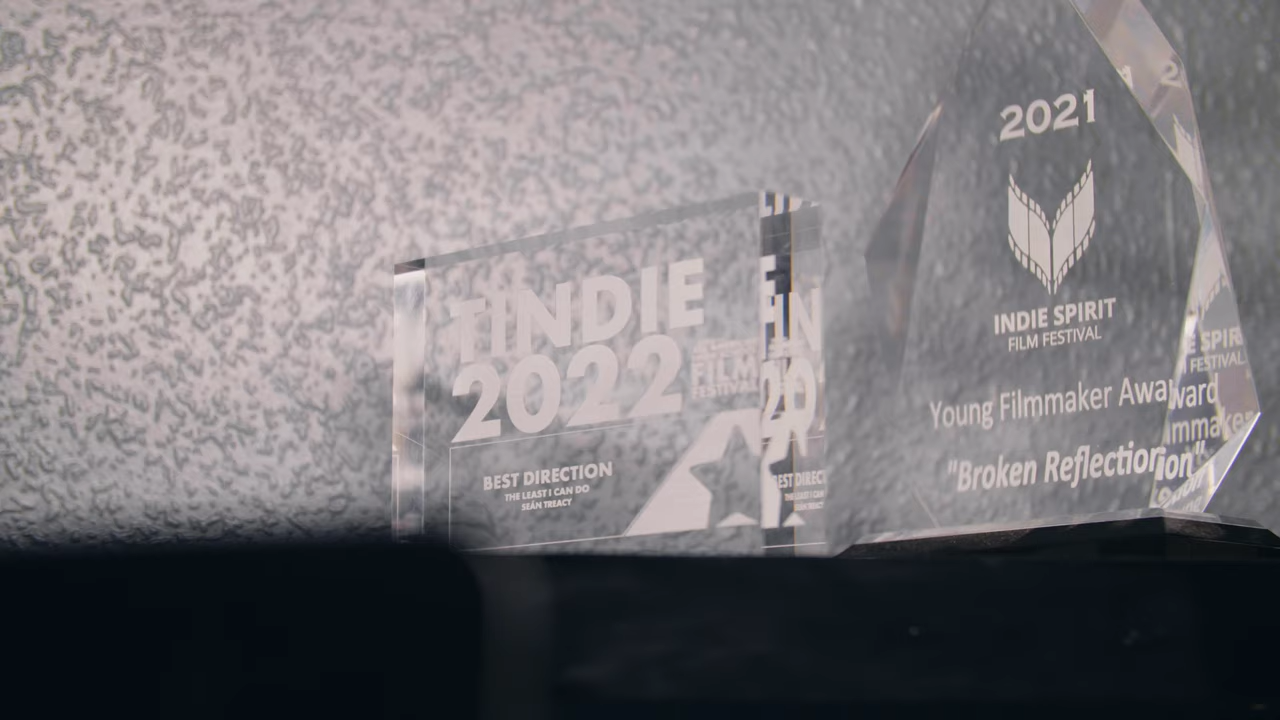 TINDIE
2022
FILM
FESTIVAL
BEST DIRECTION
THE LEAST I CAN DO
SEÁN TREACY
2021
INDIE SPIRIT
FILM FESTIVAL
Young Filmmaker Award
"Broken Reflection"